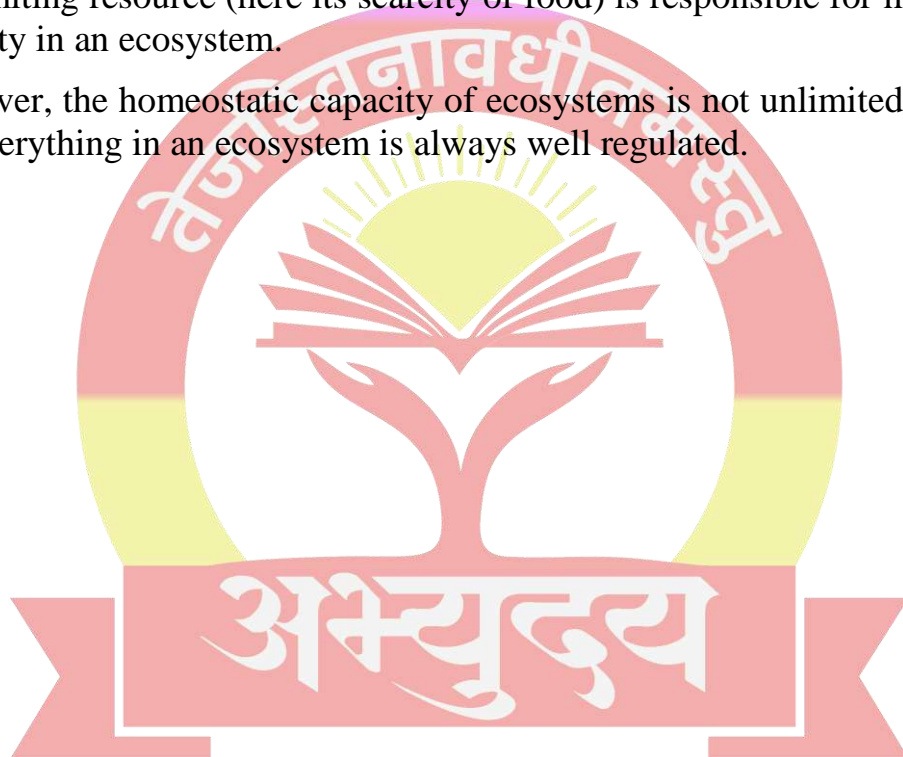 miting resource (here its scarcity of food) is responsible for
ty in an ecosystem.
ver, the homeostatic capacity of ecosystems is not unlimited
erything in an ecosystem is always well regulated.
तेजस्विनावधीतमस्तु
अभ्युदय